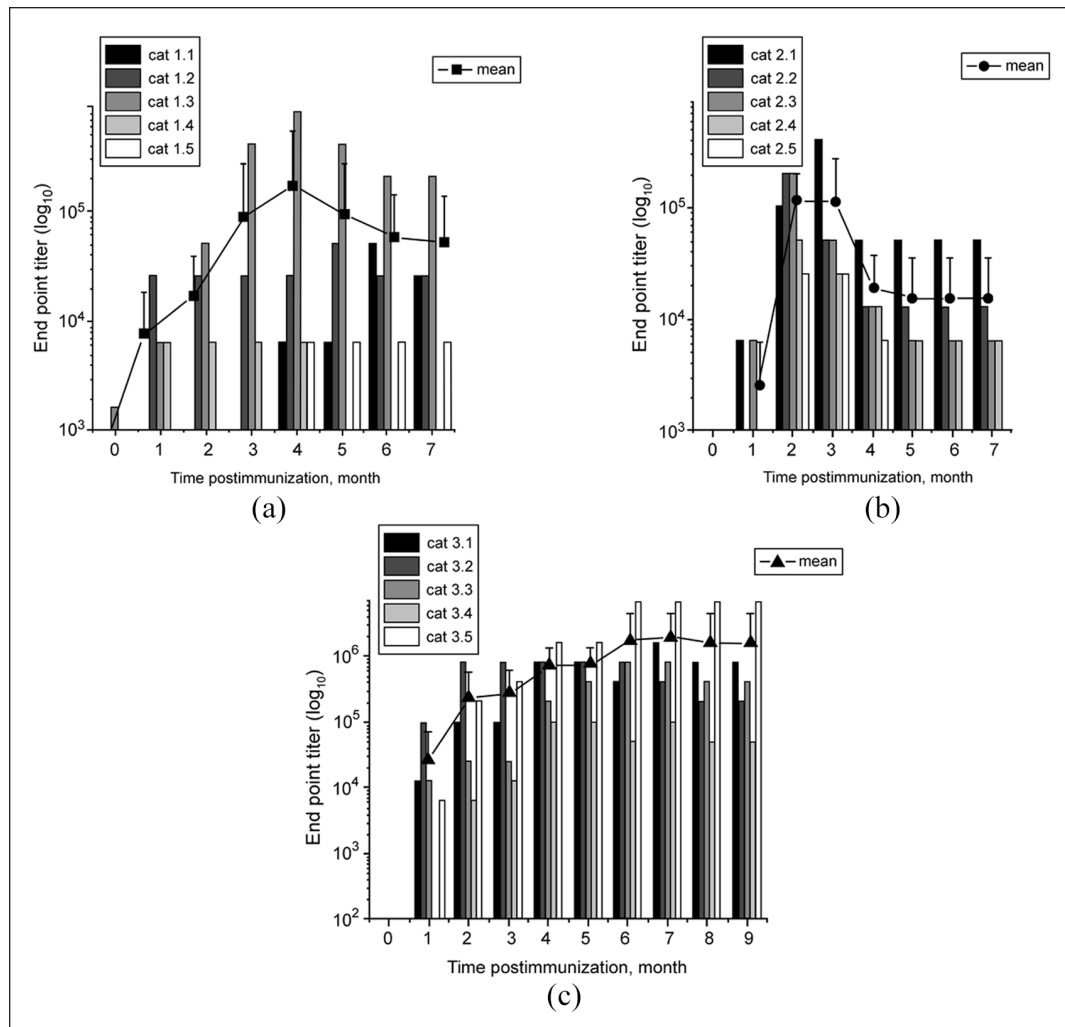 cat 1.1
cat 1.2
cat 1.3
cat 1.4
cat 1.5
mean
End point titer (log10)
10^5
10^4
10^3
0 1 2 3 4 5 6 7
Time postimmunization, month
(a)
cat 2.1
cat 2.2
cat 2.3
cat 2.4
cat 2.5
mean
End point titer (log10)
10^5
10^4
10^3
0 1 2 3 4 5 6 7
Time postimmunization, month
(b)
cat 3.1
cat 3.2
cat 3.3
cat 3.4
cat 3.5
mean
End point titer (log10)
10^6
10^5
10^4
10^3
10^2
0 1 2 3 4 5 6 7 8 9
Time postimmunization, month
(c)